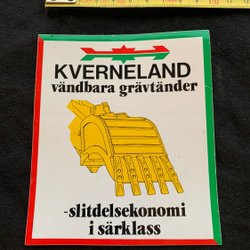 KVERNELAND
vändbara grävtänder
-slitdelsekonomi
i särklass